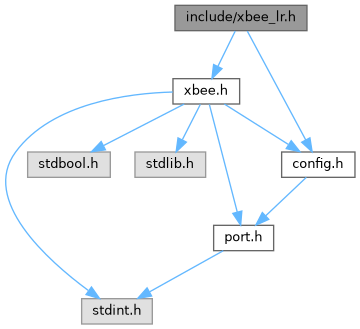 include/xbee_lr.h
xbee.h
stdbool.h
stdlib.h
config.h
port.h
stdint.h